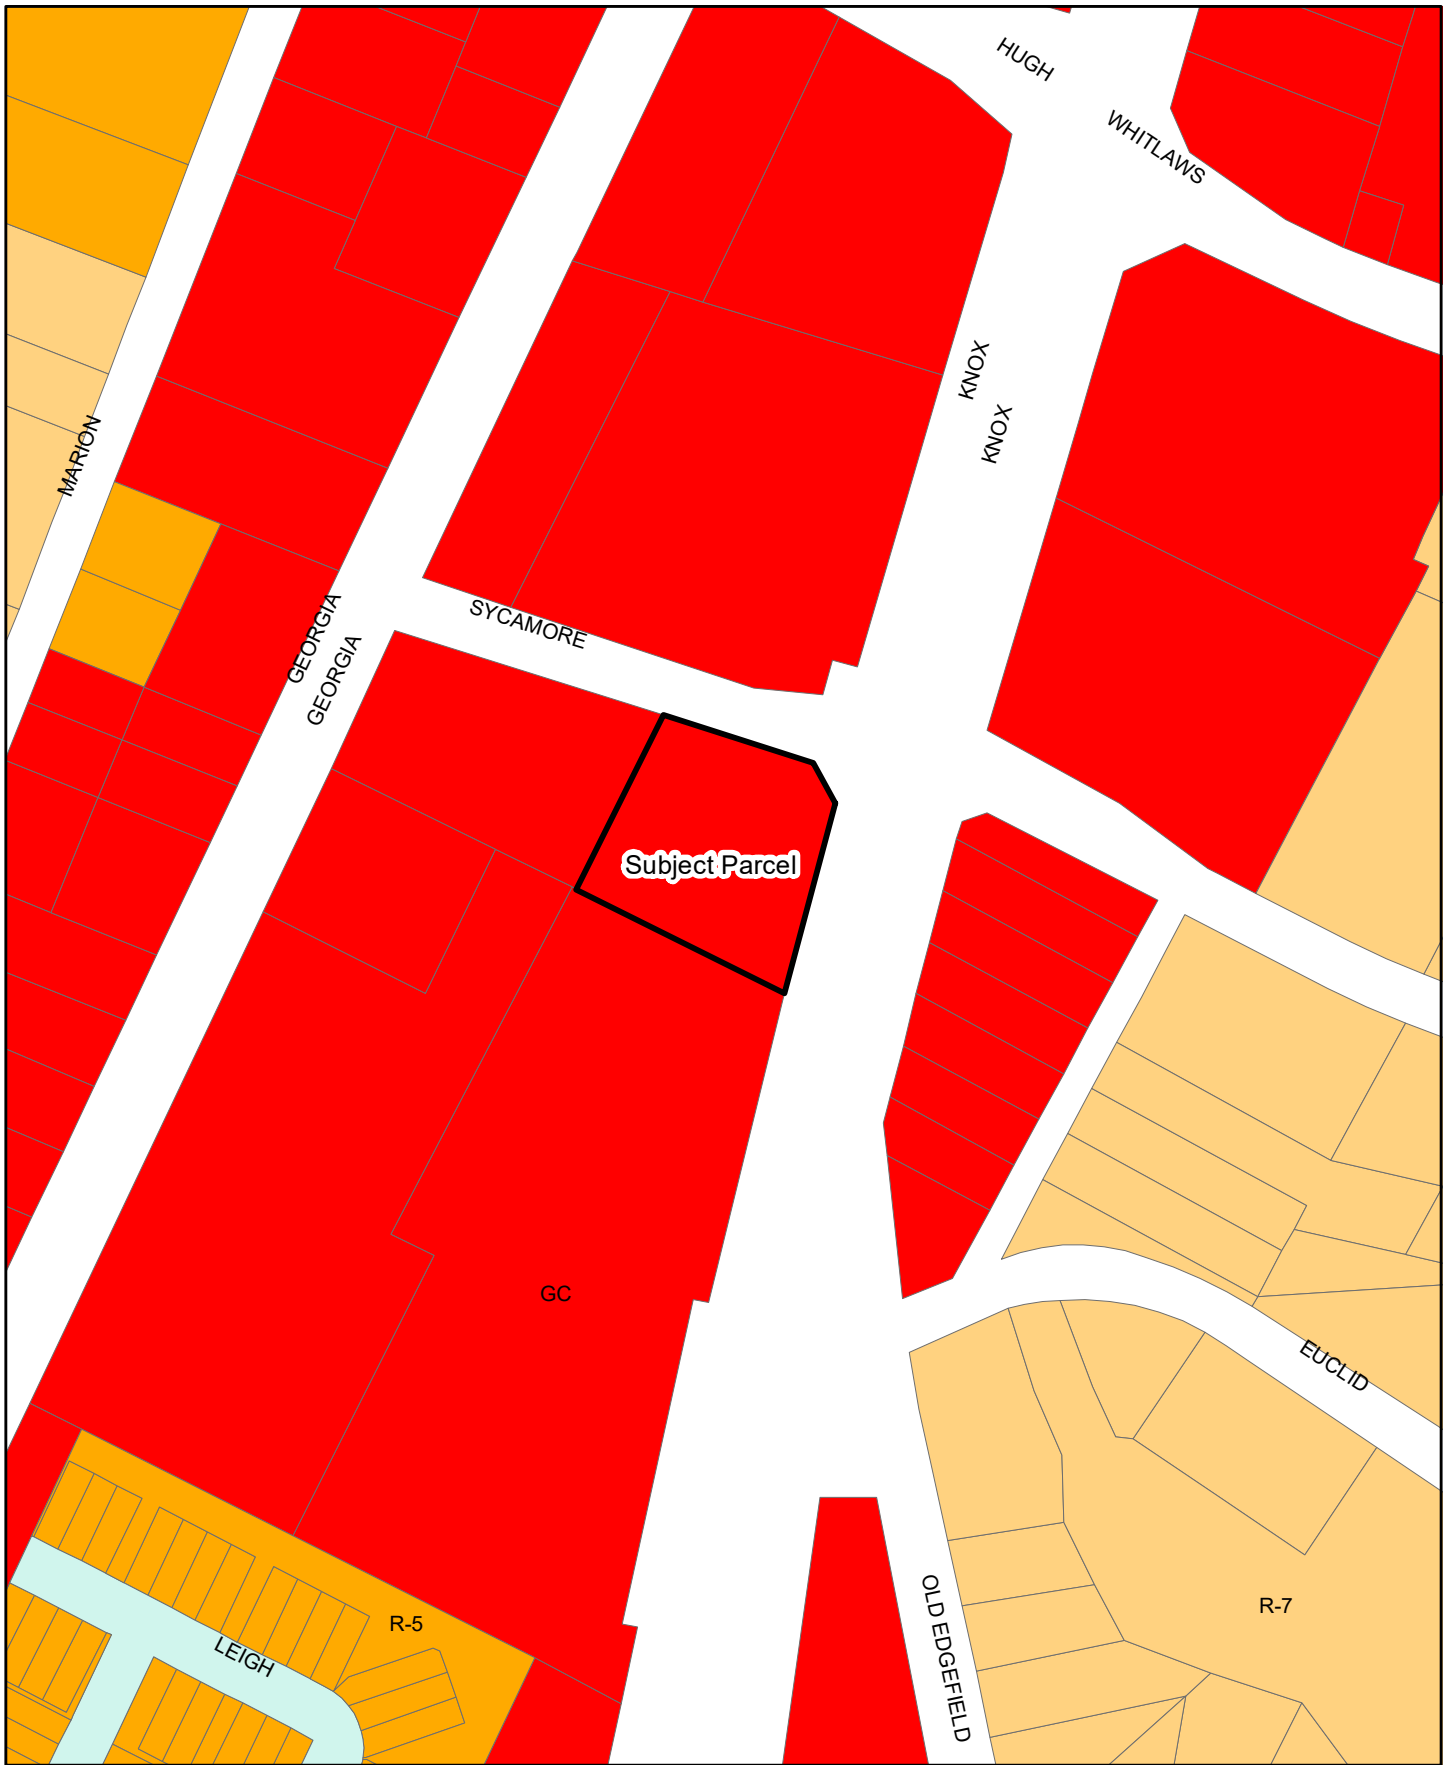 HUGH
WHITLAWS
KNOX
KNOX
MARION
GEORGIA
GEORGIA
SYCAMORE
Subject Parcel
GC
EUCLID
R-5
R-7
LEIGH
OLD EDGEFIELD